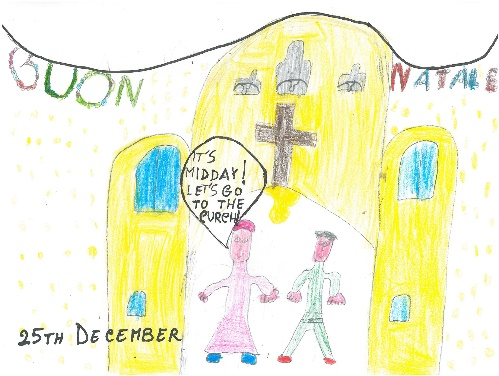 BUON NATALE
IT'S
MIDDAY!
LET'S GO
TO THE
CURCH!
25TH DECEMBER